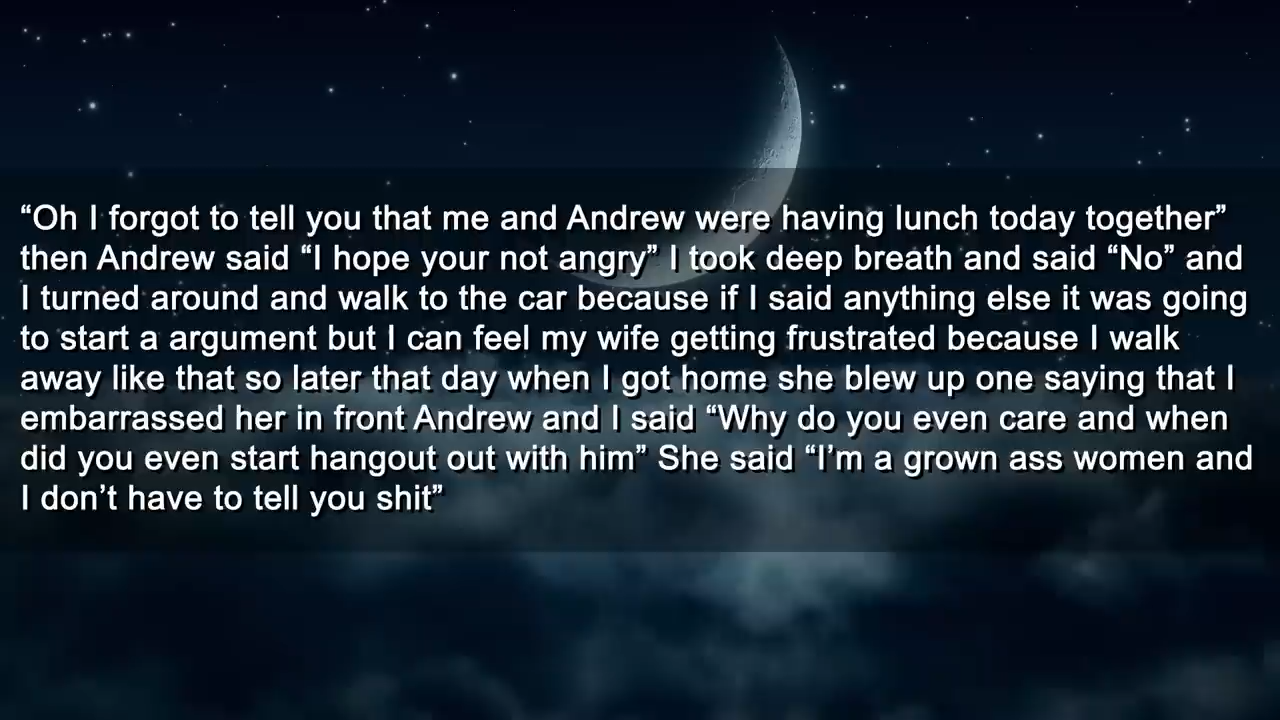 “Oh I forgot to tell you that me and Andrew were having lunch today together”
then Andrew said “I hope your not angry” I took deep breath and said “No” and
I turned around and walk to the car because if I said anything else it was going
to start a argument but I can feel my wife getting frustrated because I walk
away like that so later that day when I got home she blew up one saying that I
embarrassed her in front Andrew and I said “Why do you even care and when
did you even start hangout out with him” She said “I’m a grown ass women and
I don’t have to tell you shit”